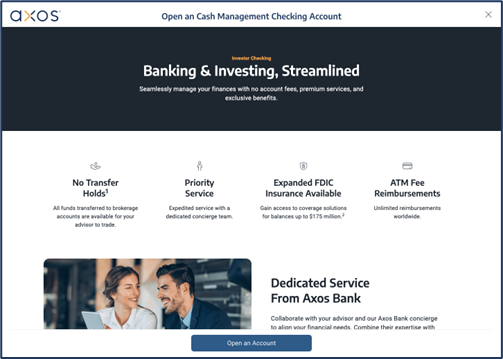 axos
Open an Cash Management Checking Account
Investor Checking
Banking & Investing, Streamlined
Seamlessly manage your finances with no account fees, premium services, and
exclusive benefits.
No Transfer
Holds1
All funds transferred to brokerage
accounts are available for your
advisor to trade.
Priority
Service
Expedited service with a
dedicated concierge team.
Expanded FDIC
Insurance Available
Gain access to coverage solutions
for balances up to $175 million.2
ATM Fee
Reimbursements
Unlimited reimbursements
worldwide.
Dedicated Service
From Axos Bank
Collaborate with your advisor and our Axos Bank concierge
to align your financial needs. Combine their expertise with
Open an Account